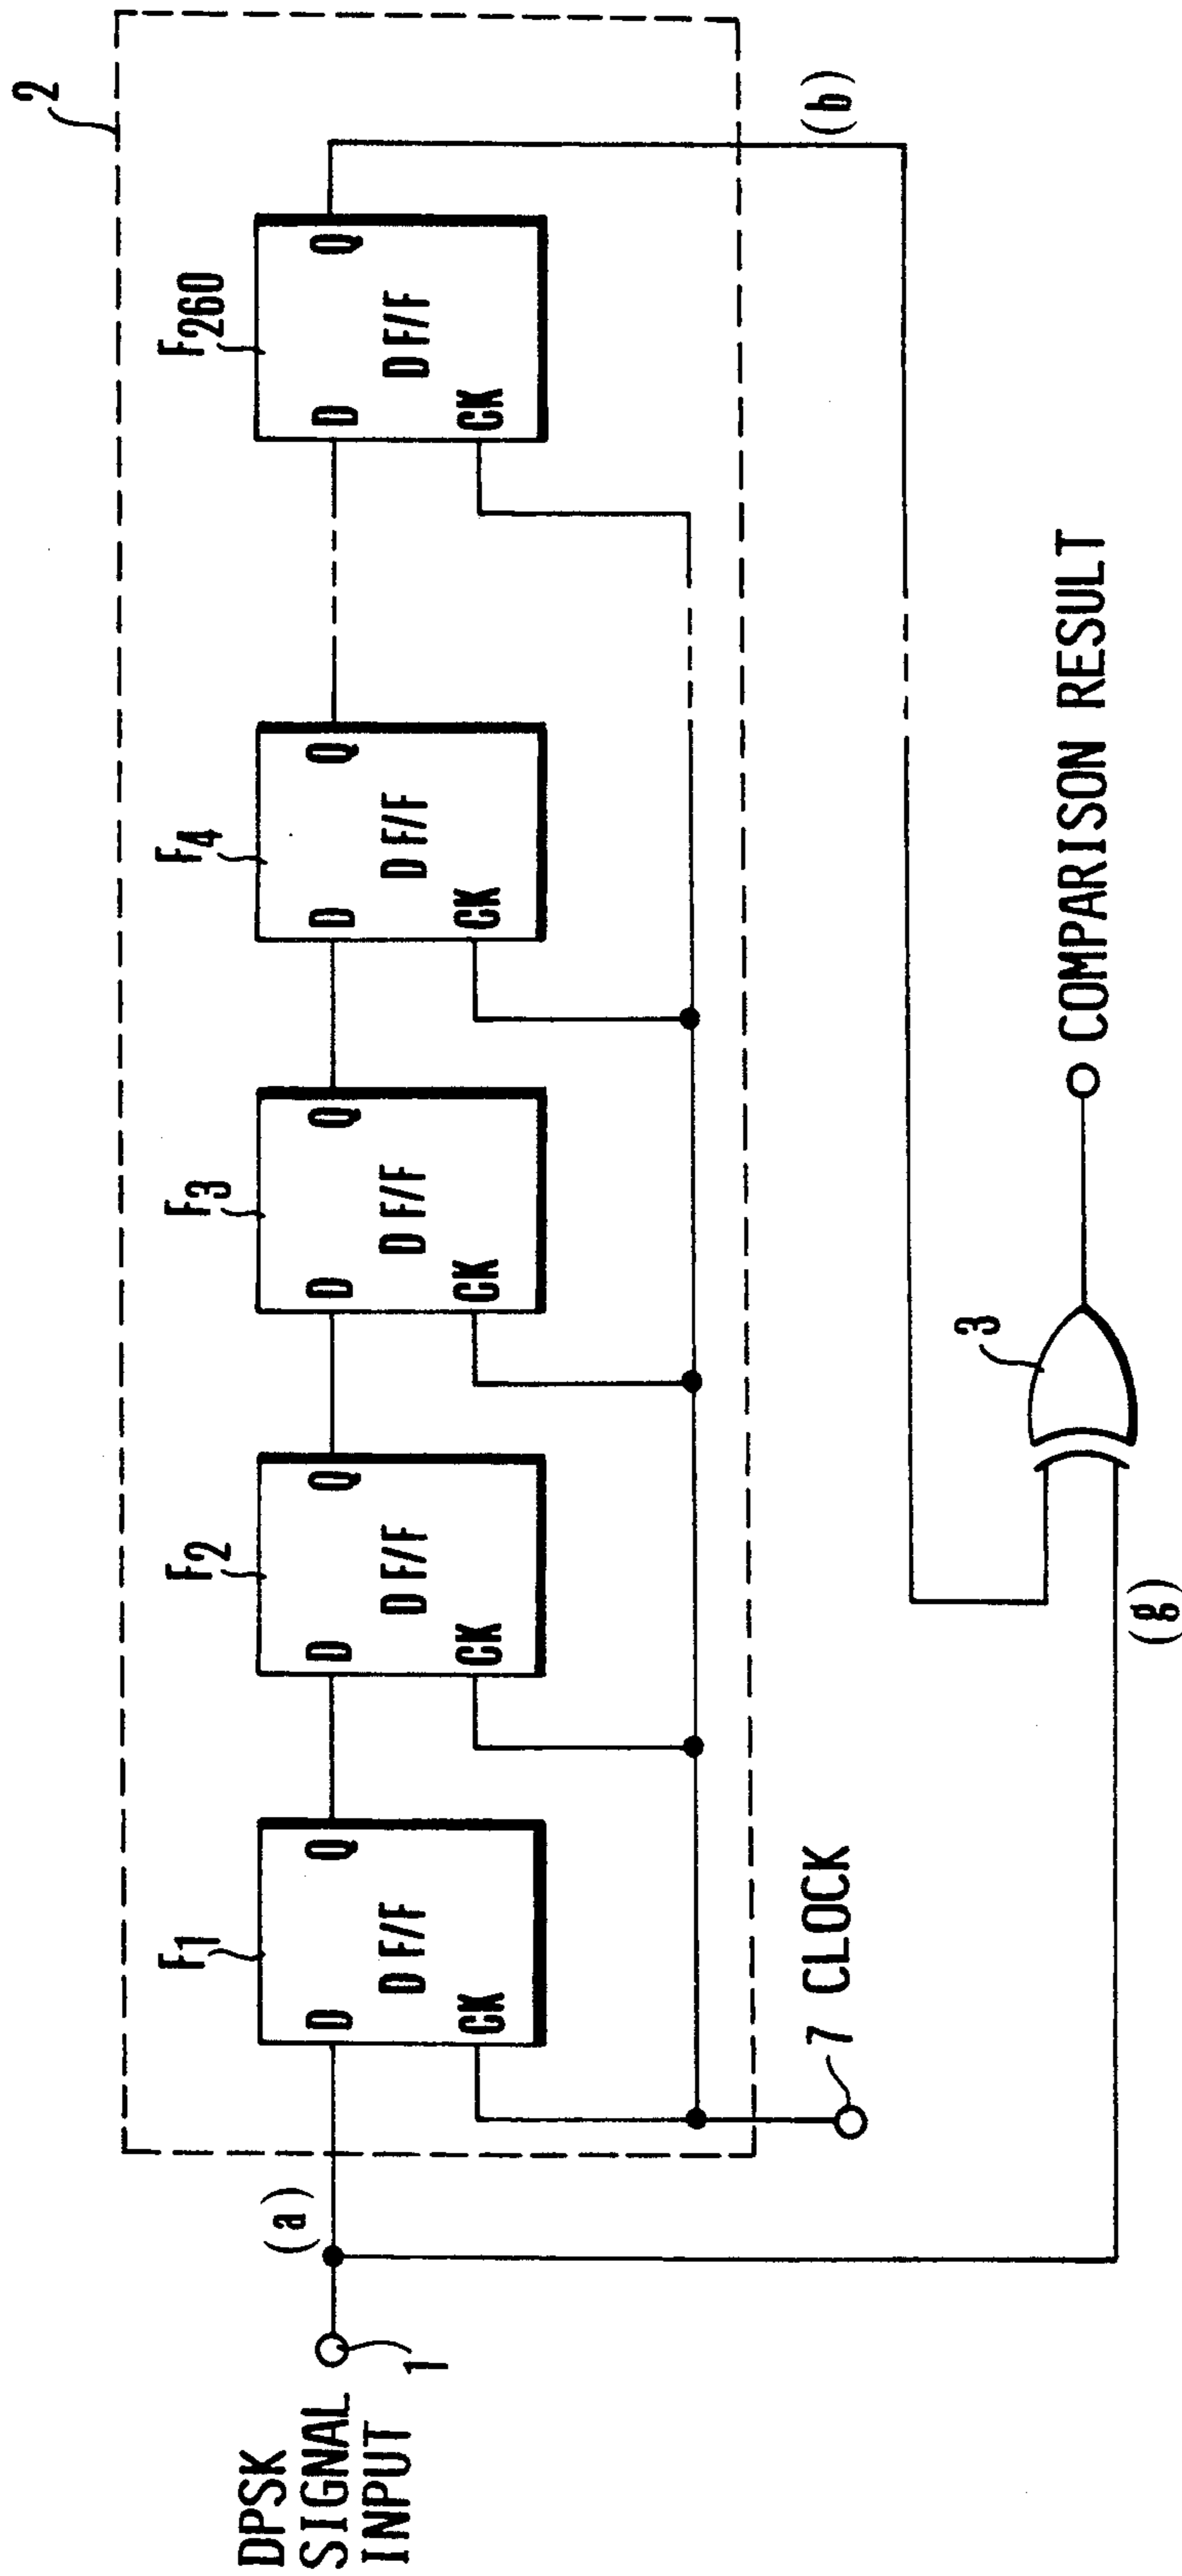 2
F1
F2
F3
F4
F260
D
Q
D F/F
CK
D
Q
D F/F
CK
D
Q
D F/F
CK
D
Q
D F/F
CK
D
Q
D F/F
CK
(a)
(b)
DPSK
SIGNAL
INPUT
1
7 CLOCK
3
(g)
COMPARISON RESULT